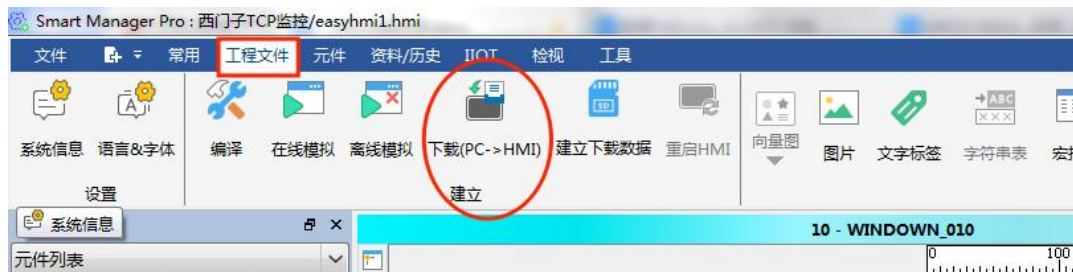 Smart Manager Pro : 西门子TCP监控/easyhmi1.hmi
文件 常用 工程文件 元件 资料/历史 IIOT 检视 工具
系统信息 语言&字体 编译 在线模拟 离线模拟 下载(PC->HMI) 建立下载数据 重启HMI 向量图 图片 文字标签 字符串表
SD
ABC
XXX
设置 建立
系统信息
10 - WINDOWN_010
元件列表
0 100